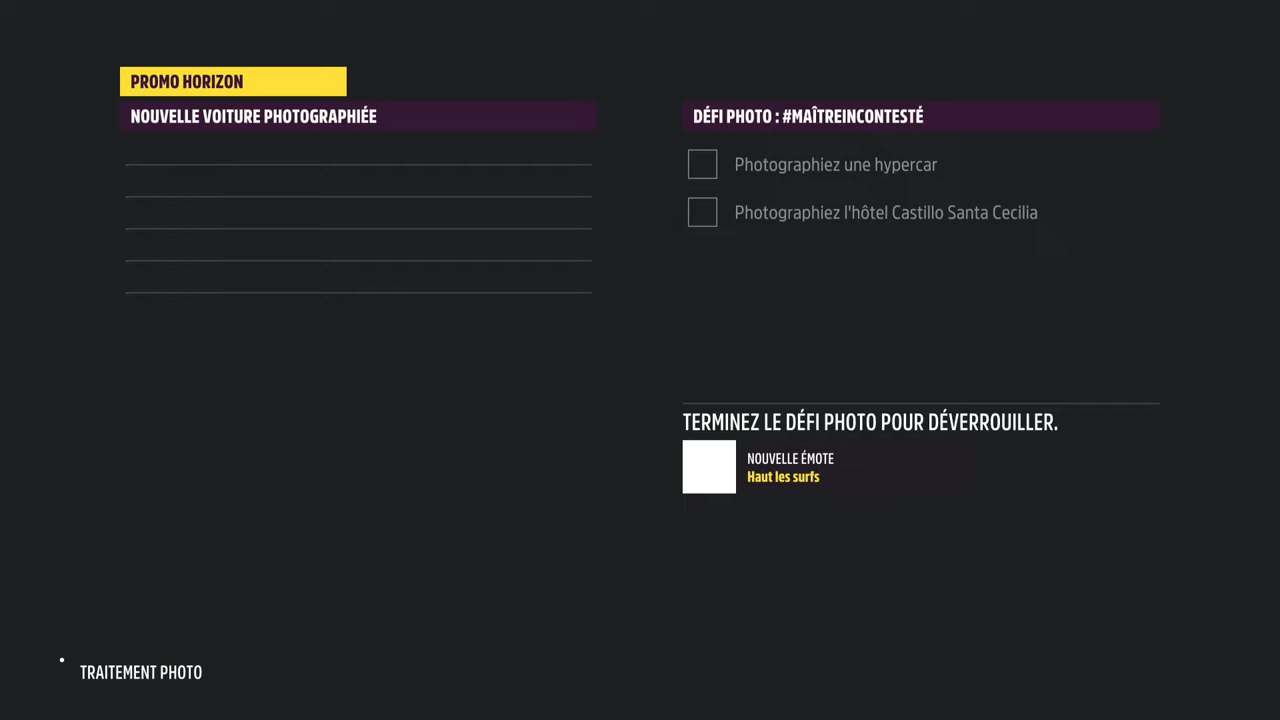 PROMO HORIZON
NOUVELLE VOITURE PHOTOGRAPHIÉE
DÉFI PHOTO : #MAÎTREINCONTESTÉ
Photographiez une hypercar
Photographiez l'hôtel Castillo Santa Cecilia
TERMINEZ LE DÉFI PHOTO POUR DÉVERROUILLER.
NOUVELLE ÉMOTE
Haut les surfs
TRAITEMENT PHOTO